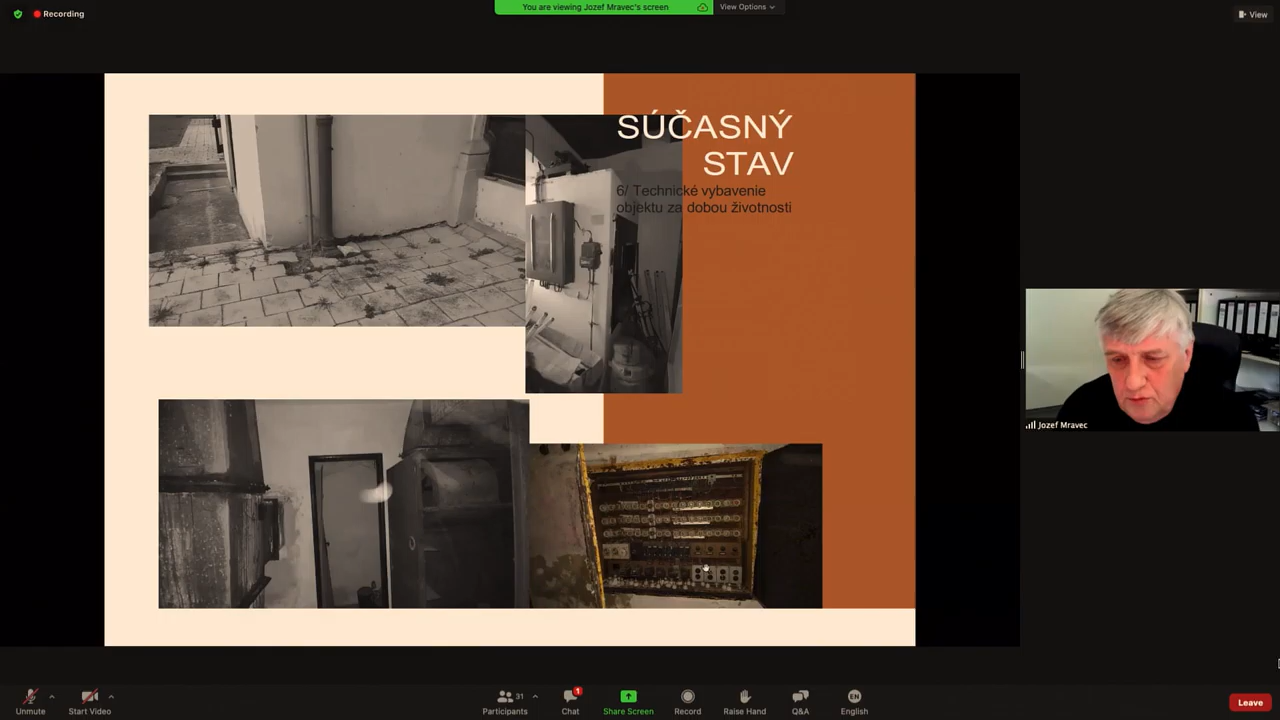 Recording
You are viewing Jozef Mravec's screen
View Options
View
SÚČASNÝ
STAV
6/ Technické vybavenie
objektu za dobou životnosti
Jozef Mravec
Unmute
Start Video
31
Participants
1
Chat
Share Screen
Record
Raise Hand
Q&A
EN
English
Leave